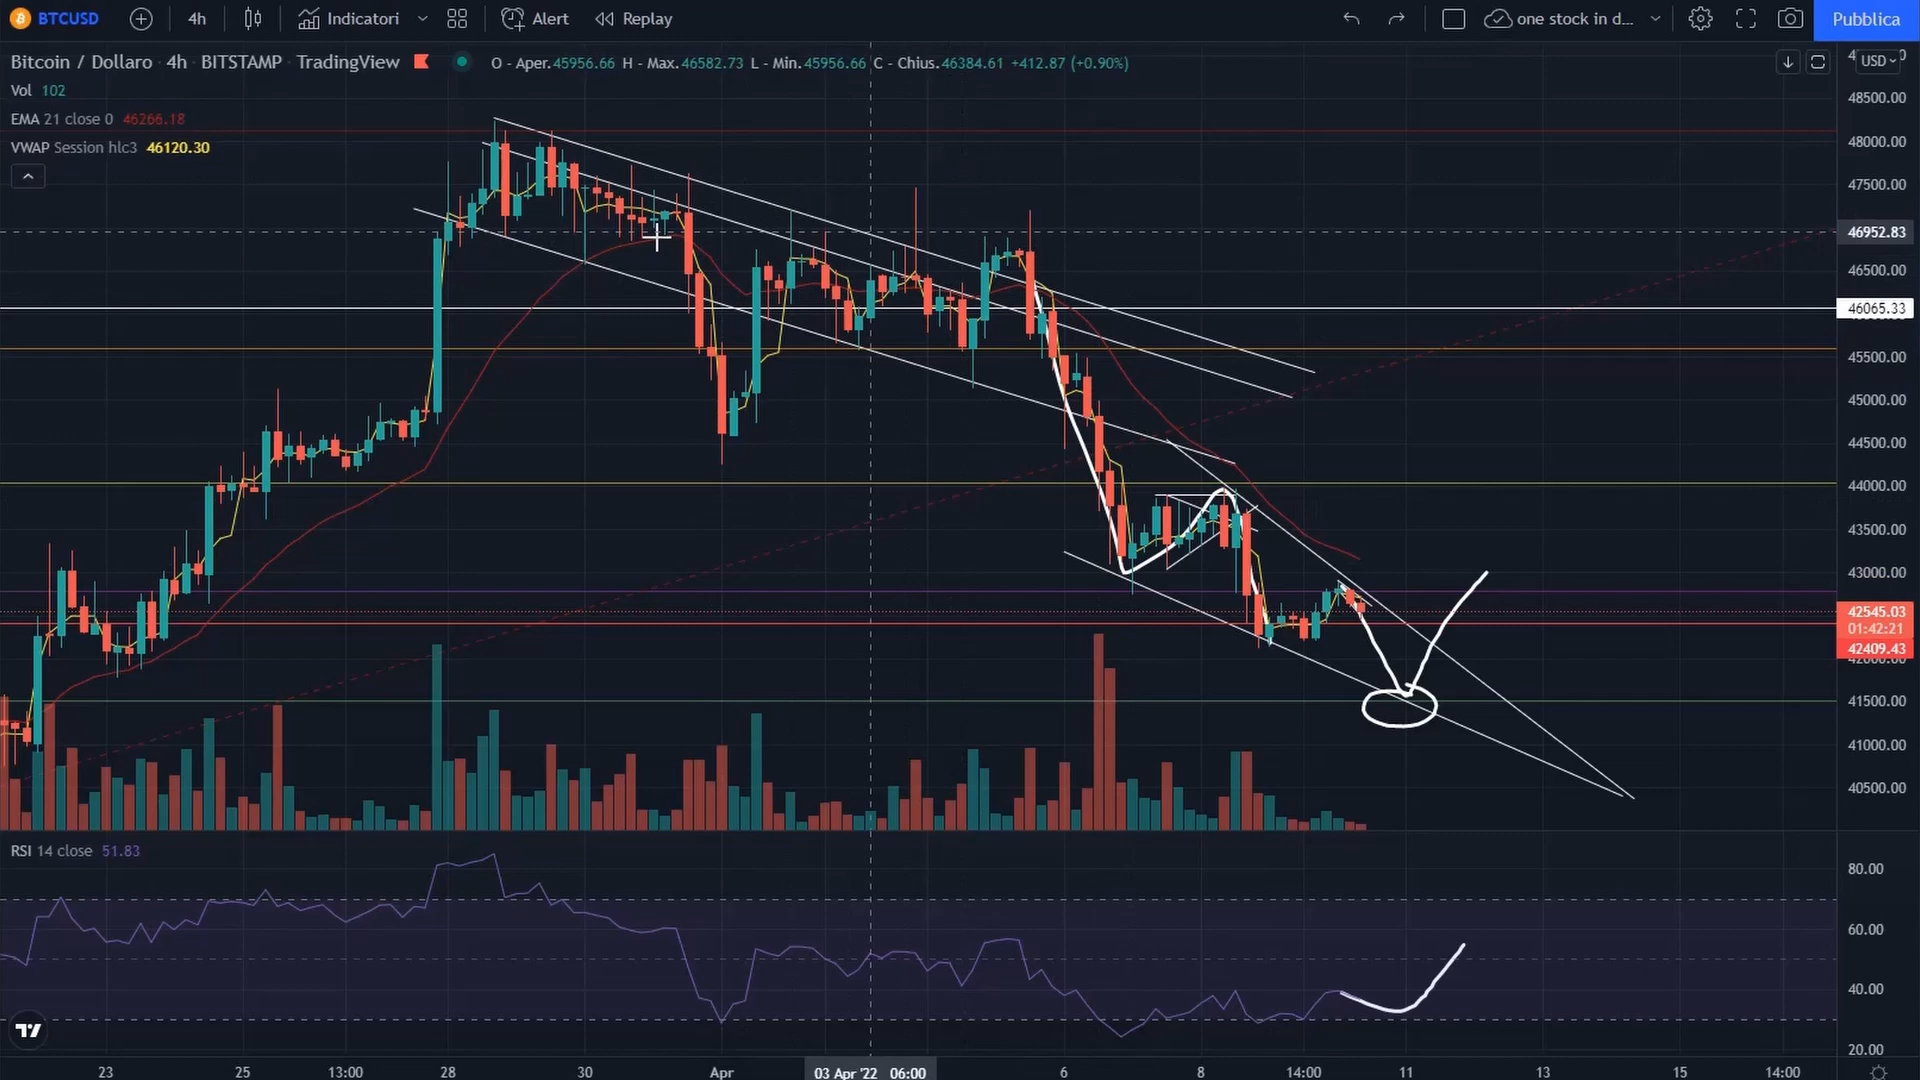 BTCUSD 4h Indicatori Alert Replay one stock in d... Pubblica
Bitcoin / Dollaro · 4h · BITSTAMP · TradingView O - Aper.45956.66 H - Max.46582.73 L - Min.45956.66 C - Chius.46384.61 +412.87 (+0.90%)
USD
Vol 102
EMA 21 close 0 46266.18
VWAP Session hlc3 46120.30
48500.00
48000.00
47500.00
46952.83
46500.00
46065.33
45500.00
45000.00
44500.00
44000.00
43500.00
43000.00
42545.03
01:42:21
42409.43
42000.00
41500.00
41000.00
40500.00
RSI 14 close 51.83
80.00
60.00
40.00
20.00
23 25 13:00 28 30 Apr 03 Apr '22 06:00 6 8 14:00 11 13 15 14:00